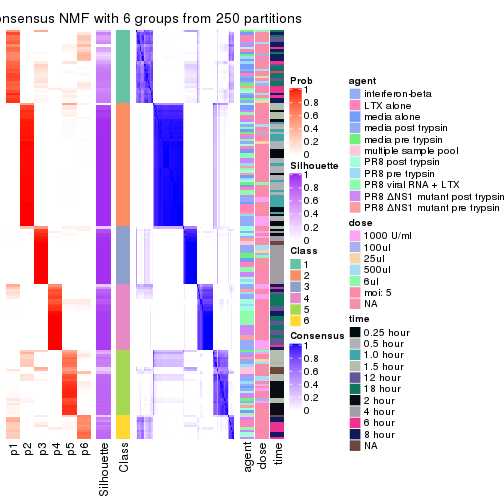 onsensus NMF with 6 groups from 250 partitions
Prob
1
0.8
0.6
0.4
0.2
0
Silhouette
1
0.8
0.6
0.4
0.2
0
Class
1
2
3
4
5
6
Consensus
1
0.8
0.6
0.4
0.2
0
agent
interferon-beta
LTX alone
media alone
media post trypsin
media pre trypsin
multiple sample pool
PR8 post trypsin
PR8 pre trypsin
PR8 viral RNA + LTX
PR8 ΔNS1 mutant post trypsin
PR8 ΔNS1 mutant pre trypsin
dose
1000 U/ml
100ul
25ul
500ul
6ul
moi: 5
NA
time
0.25 hour
0.5 hour
1.0 hour
1.5 hour
12 hour
18 hour
2 hour
4 hour
6 hour
8 hour
NA
p1
p2
p3
p4
p5
p6
Silhouette
Class
agent
dose
time